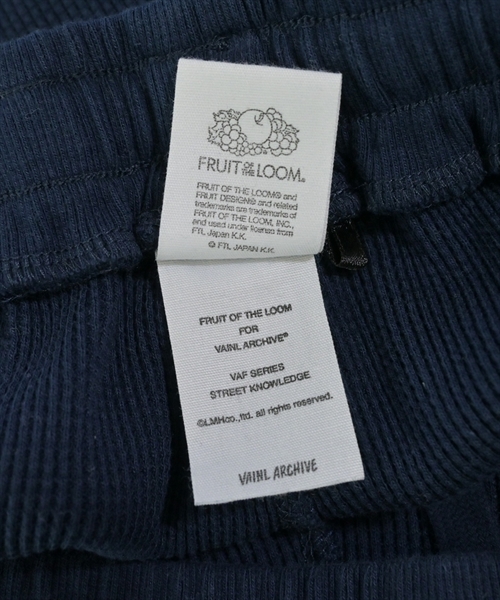 FRUIT OF THE LOOM®
FRUIT OF THE LOOM® and
FRUIT DESIGN® and related
trademarks are trademarks of
FRUIT OF THE LOOM, INC.,
and used under license from
FTL Japan K.K.
© FTL JAPAN K.K.
FRUIT OF THE LOOM
FOR
VAINL ARCHIVE®
VAF SERIES
STREET KNOWLEDGE
©LMHco.,ltd. all rights reserved.
VAINL ARCHIVE